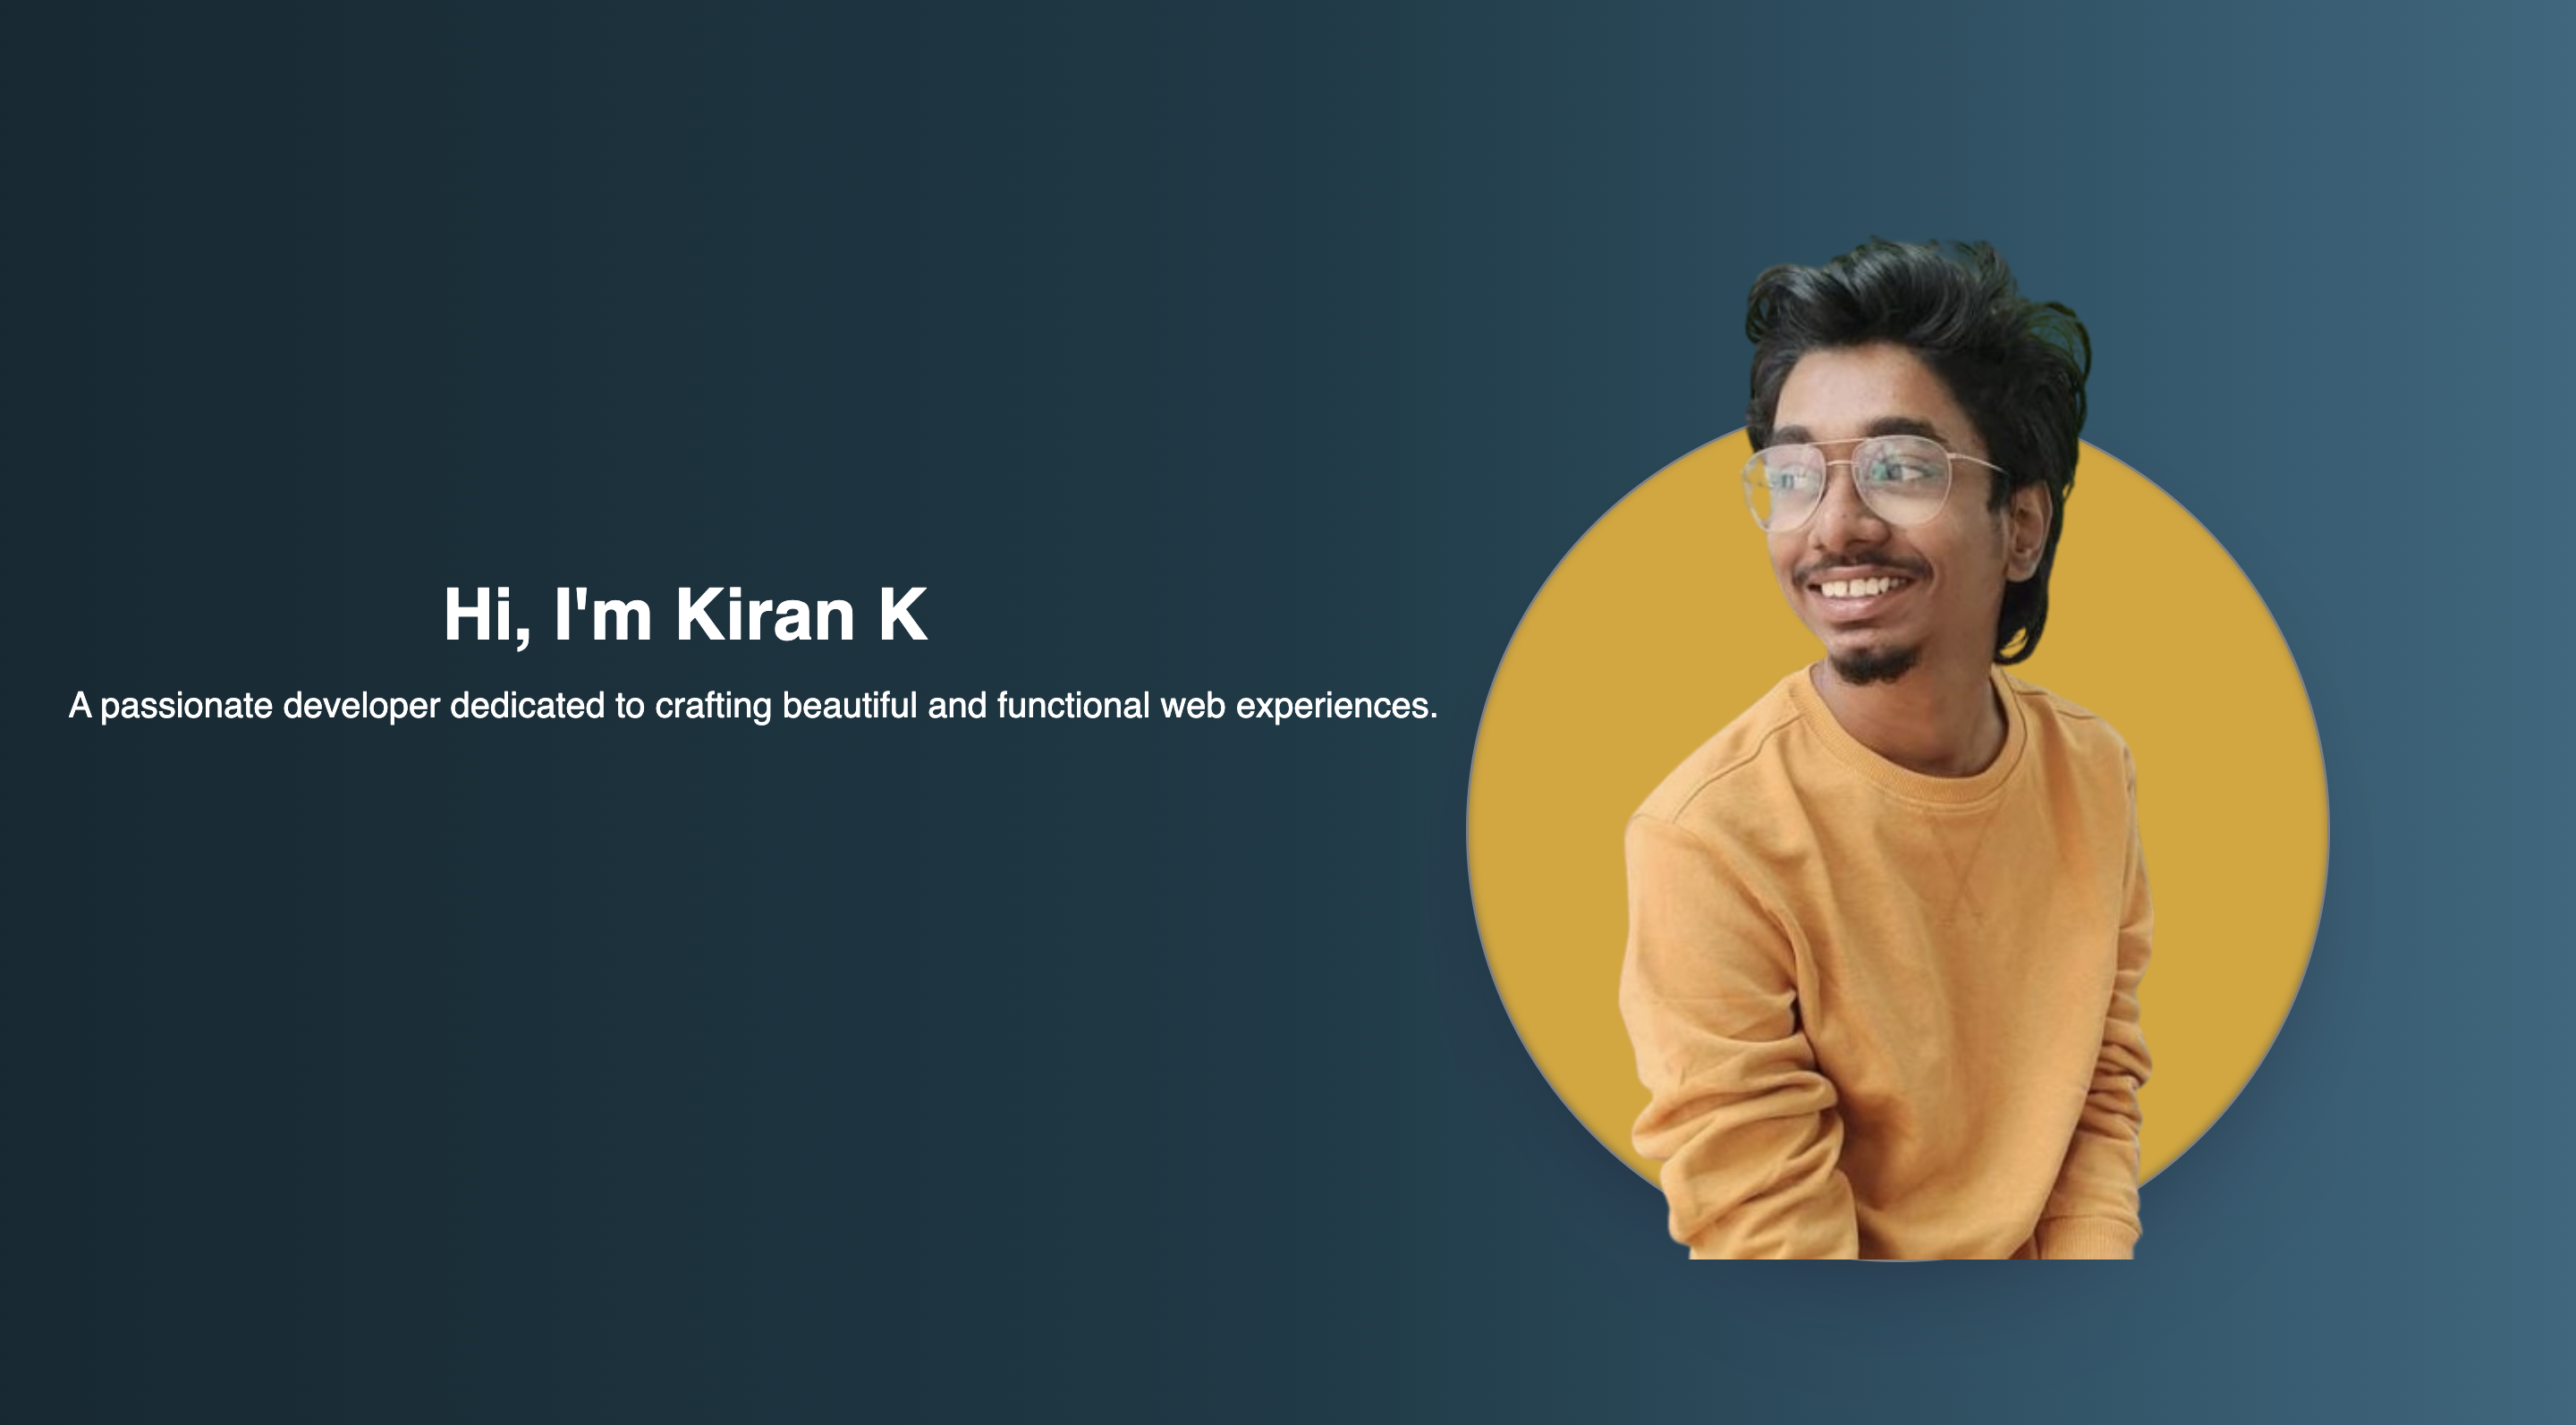 Hi, I'm Kiran K
A passionate developer dedicated to crafting beautiful and functional web experiences.